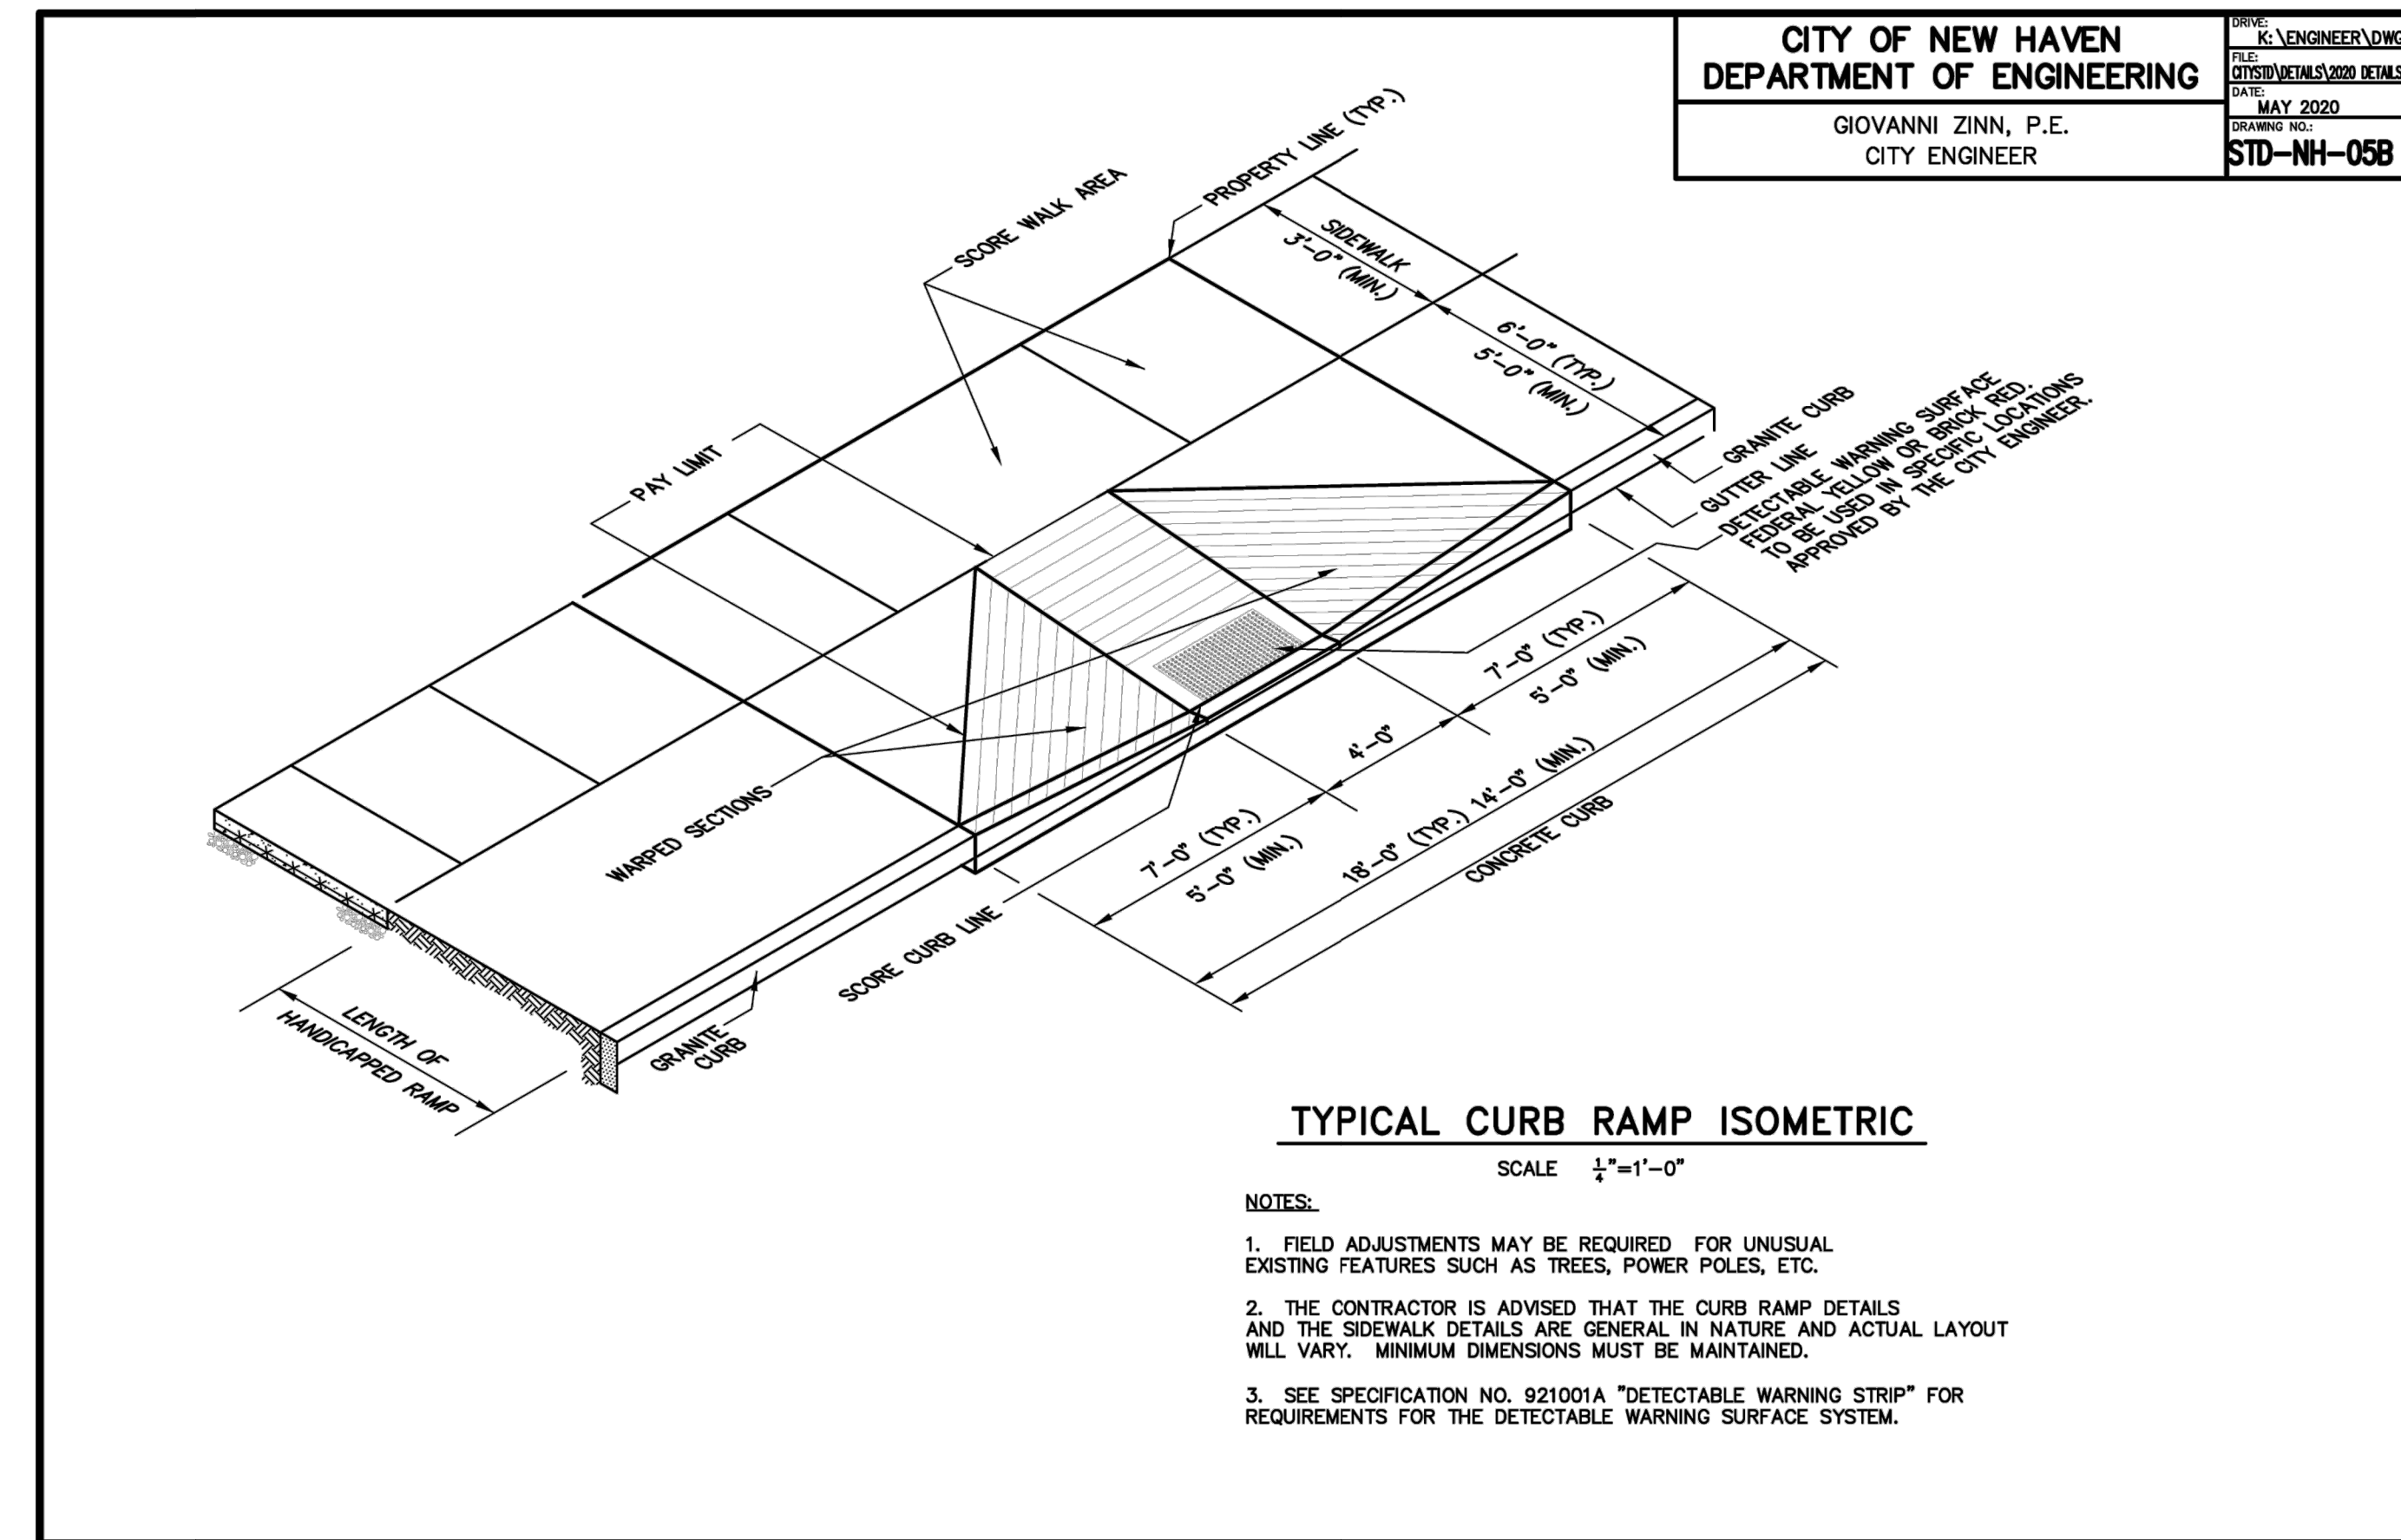 CITY OF NEW HAVEN
DEPARTMENT OF ENGINEERING
GIOVANNI ZINN, P.E.
CITY ENGINEER
DRIVE:
K:\ENGINEER\DWG
FILE:
CITYSTD\DETAILS\2020 DETAILS
DATE:
MAY 2020
DRAWING NO.:
STD-NH-05B
PROPERTY LINE (TYP.)
SCORE WALK AREA
SIDEWALK
3'-0" (MIN.)
6'-0" (TYP.)
5'-0" (MIN.)
PAY LIMIT
GRANITE CURB
GUTTER LINE
DETECTABLE WARNING SURFACE
FEDERAL YELLOW OR BRICK RED.
TO BE USED IN SPECIFIC LOCATIONS
APPROVED BY THE CITY ENGINEER.
7'-0" (TYP.)
5'-0" (MIN.)
4'-0"
7'-0" (TYP.)
5'-0" (MIN.)
18'-0" (TYP.) 14'-0" (MIN.)
CONCRETE CURB
WARPED SECTIONS
SCORE CURB LINE
GRANITE
CURB
LENGTH OF
HANDICAPPED RAMP
TYPICAL CURB RAMP ISOMETRIC
SCALE 1/4"=1'-0"
NOTES:
1. FIELD ADJUSTMENTS MAY BE REQUIRED FOR UNUSUAL
EXISTING FEATURES SUCH AS TREES, POWER POLES, ETC.
2. THE CONTRACTOR IS ADVISED THAT THE CURB RAMP DETAILS
AND THE SIDEWALK DETAILS ARE GENERAL IN NATURE AND ACTUAL LAYOUT
WILL VARY. MINIMUM DIMENSIONS MUST BE MAINTAINED.
3. SEE SPECIFICATION NO. 921001A "DETECTABLE WARNING STRIP" FOR
REQUIREMENTS FOR THE DETECTABLE WARNING SURFACE SYSTEM.